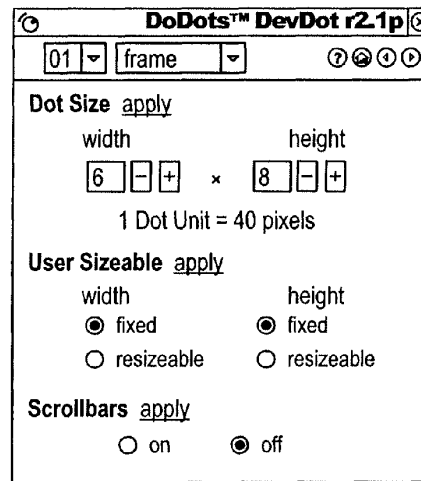 DoDots™ DevDot r2.1p
01 frame ?
Dot Size apply
width height
6 - + × 8 - +
1 Dot Unit = 40 pixels
User Sizeable apply
width height
fixed fixed
resizeable resizeable
Scrollbars apply
on off